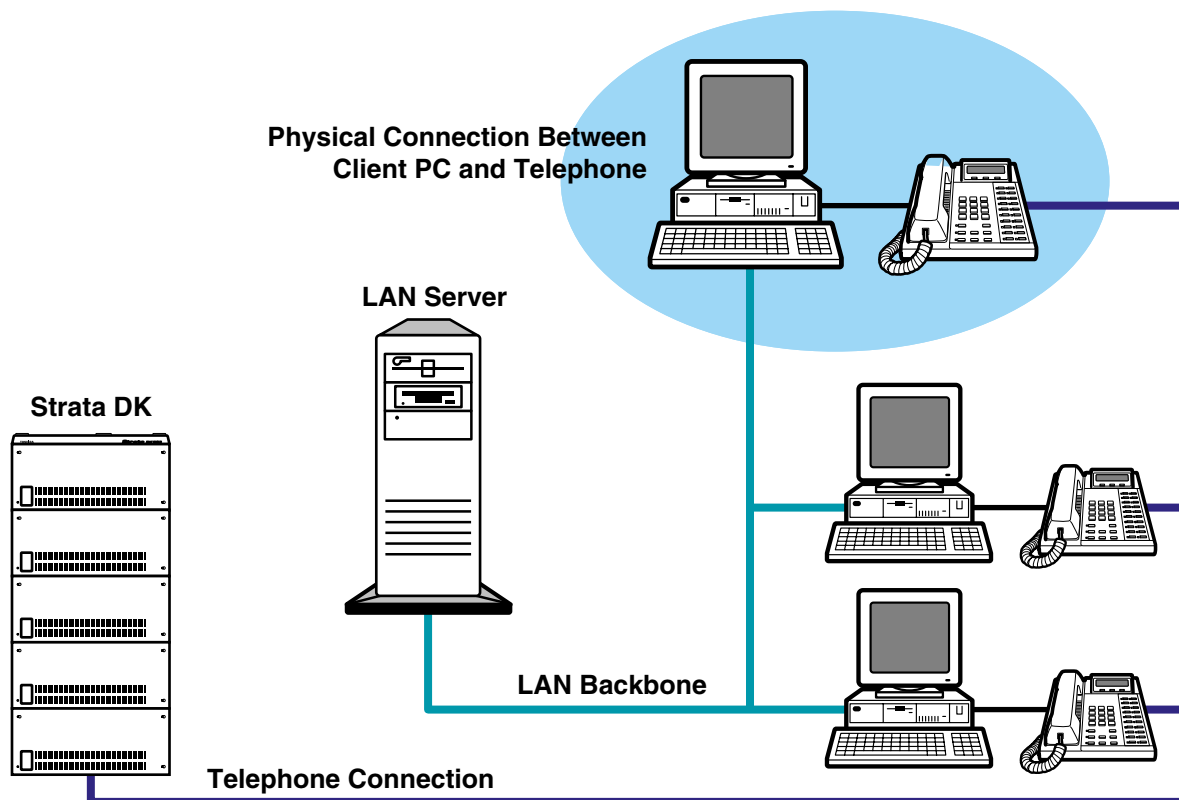 Physical Connection Between
Client PC and Telephone
LAN Server
Strata DK
LAN Backbone
Telephone Connection